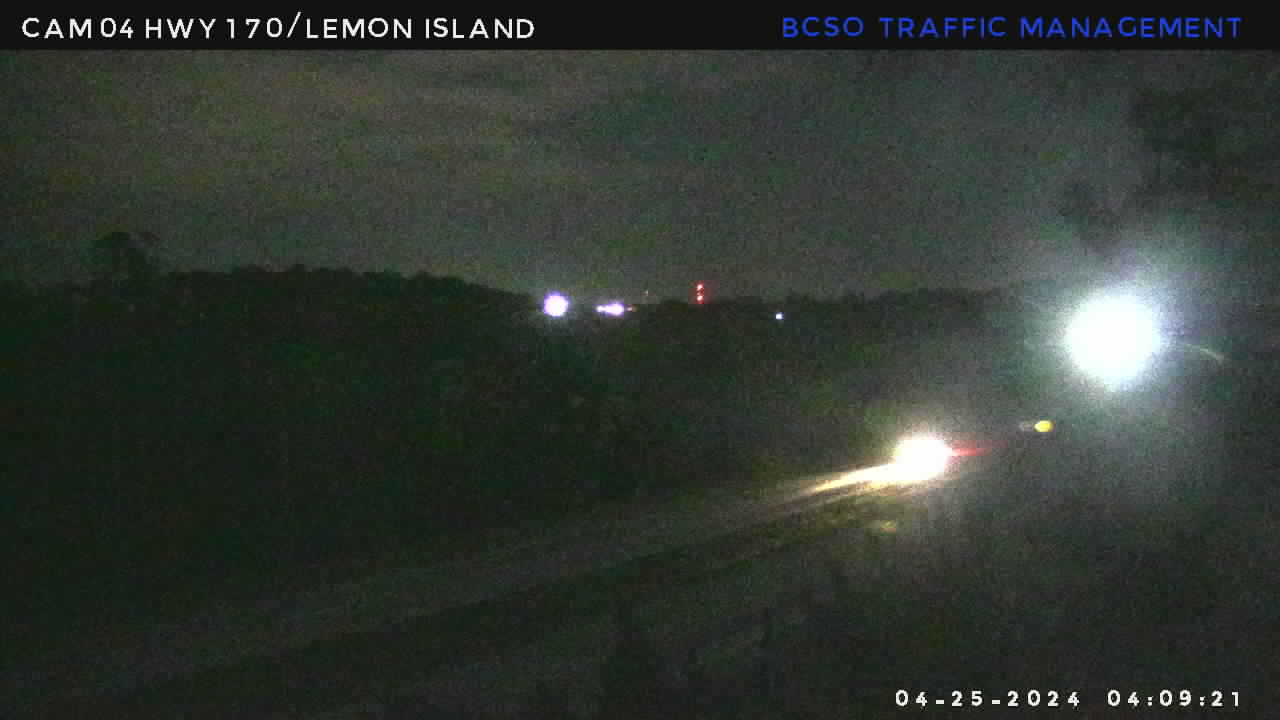 CAM04 HWY 170/LEMON ISLAND
BCSO TRAFFIC MANAGEMENT
04-25-2024 04:09:21